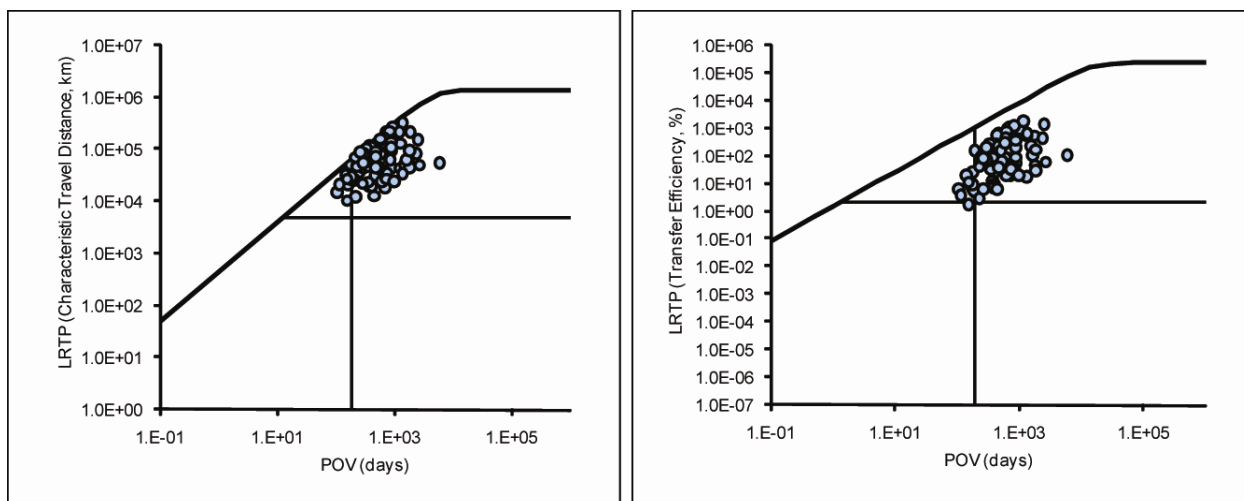 LRTP (Characteristic Travel Distance, km)
1.0E+07
1.0E+06
1.0E+05
1.0E+04
1.0E+03
1.0E+02
1.0E+01
1.0E+00
1.E-01
1.E+01
1.E+03
1.E+05
POV (days)
LRTP (Transfer Efficiency, %)
1.0E+06
1.0E+05
1.0E+04
1.0E+03
1.0E+02
1.0E+01
1.0E+00
1.0E-01
1.0E-02
1.0E-03
1.0E-04
1.0E-05
1.0E-06
1.0E-07
1.E-01
1.E+01
1.E+03
1.E+05
POV (days)